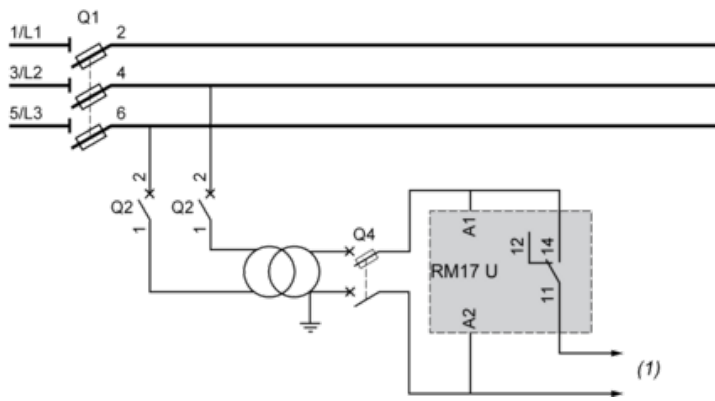 Q1
1/L1 2
3/L2 4
5/L3 6
2 2
Q2 Q2
1 1
Q4
A1
12 14
RM17 U
11
A2
(1)